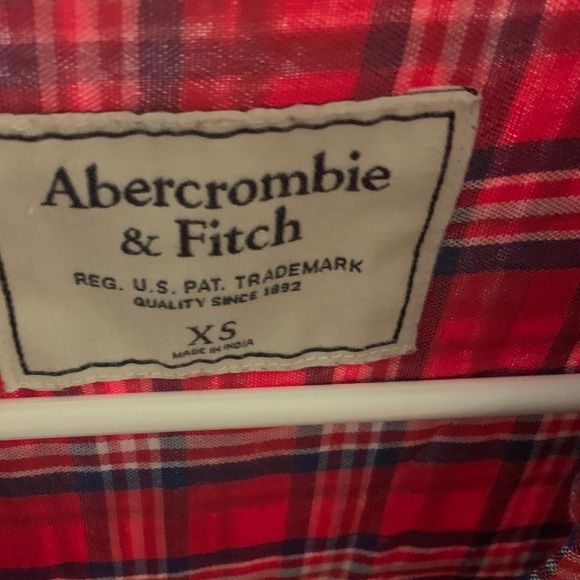 Abercrombie
& Fitch
REG. U.S. PAT. TRADEMARK
QUALITY SINCE 1892
XS
MADE IN INDIA